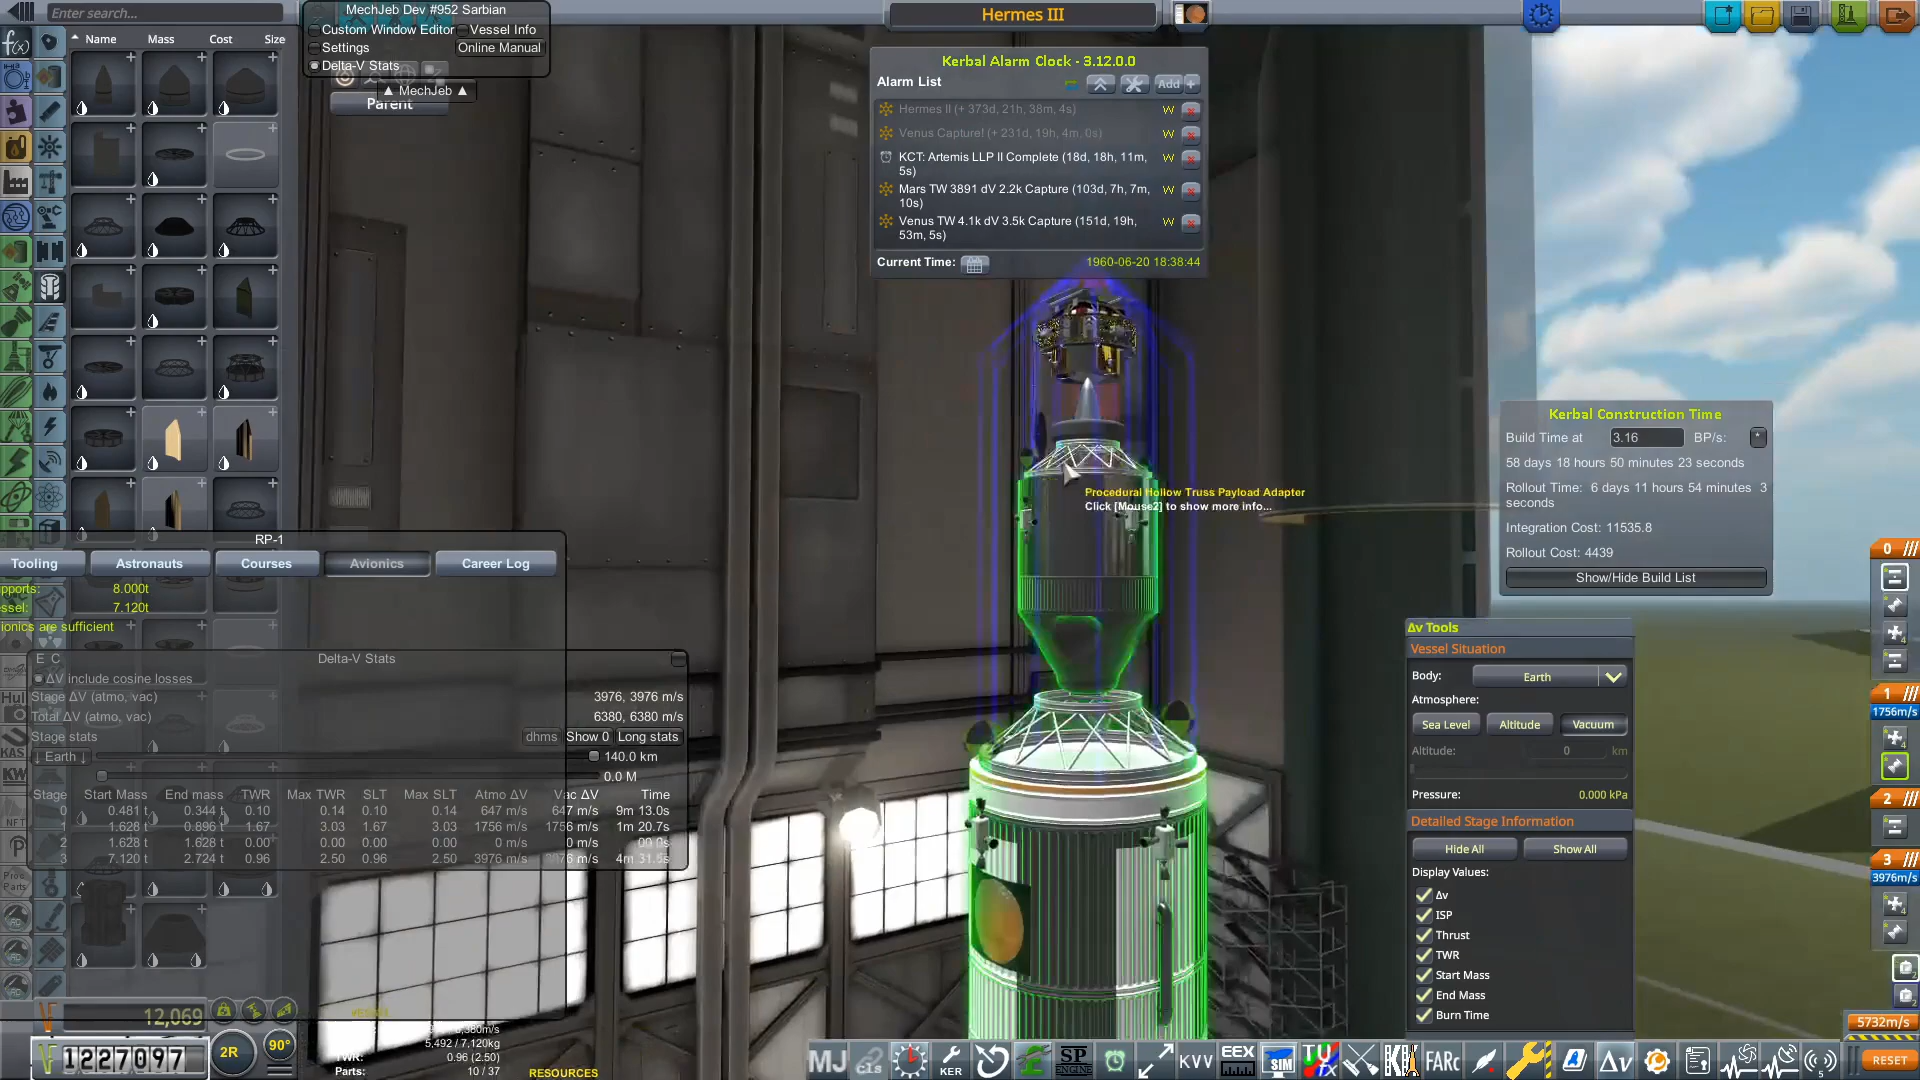 Enter search...
MechJeb Dev #952 Sarbian
Custom Window Editor Vessel Info
Settings Online Manual
Delta-V Stats
▲ MechJeb ▲
Parent
Name Mass Cost Size
Hermes III
Kerbal Alarm Clock - 3.12.0.0
Alarm List Add +
Hermes II (+ 373d, 21h, 38m, 4s) W
Venus Capture! (+ 231d, 19h, 4m, 0s) W
KCT: Artemis LLP II Complete (18d, 18h, 11m, W
5s)
Mars TW 3891 dV 2.2k Capture (103d, 7h, 7m, W
10s)
Venus TW 4.1k dV 3.5k Capture (151d, 19h, W
53m, 5s)
Current Time: 1960-06-20 18:38:44
Procedural Hollow Truss Payload Adapter
Click [Mouse2] to show more info...
Kerbal Construction Time
Build Time at 3.16 BP/s: *
58 days 18 hours 50 minutes 23 seconds
Rollout Time: 6 days 11 hours 54 minutes 3
seconds
Integration Cost: 11535.8
Rollout Cost: 4439
Show/Hide Build List
RP-1
Tooling Astronauts Courses Avionics Career Log
pports: 8.000t
ssel: 7.120t
ionics are sufficient
E C Delta-V Stats
ΔV include cosine losses
Stage ΔV (atmo, vac) 3976, 3976 m/s
Total ΔV (atmo, vac) 6380, 6380 m/s
Stage stats dhms Show 0 Long stats
↓ Earth ↓ 140.0 km
0.0 M
Stage Start Mass End mass TWR Max TWR SLT Max SLT Atmo ΔV Vac ΔV Time
0 0.481 t 0.344 t 0.10 0.14 0.10 0.14 647 m/s 647 m/s 9m 13.0s
1 1.628 t 0.896 t 1.67 3.03 1.67 3.03 1756 m/s 1756 m/s 1m 20.7s
2 1.628 t 1.628 t 0.00 0.00 0.00 0.00 0 m/s 0 m/s
3 7.120 t 2.724 t 0.96 2.50 0.96 2.50 3976 m/s 3976 m/s 4m 31.5s
Δv Tools
Vessel Situation
Body: Earth
Atmosphere:
Sea Level Altitude Vacuum
Altitude: 0 km
Pressure: 0.000 kPa
Detailed Stage Information
Hide All Show All
Display Values:
Δv
ISP
Thrust
TWR
Start Mass
End Mass
Burn Time
0
1
1756m/s
2
3
3976m/s
5732m/s
RESET
12,069
1227097
2R
90°
5,492 / 7,120kg
TWR: 0.96 (2.50)
Parts: 10 / 37
RESOURCES
MJ cls KER SP ENGINE KVV EEX SIM FARc Δv